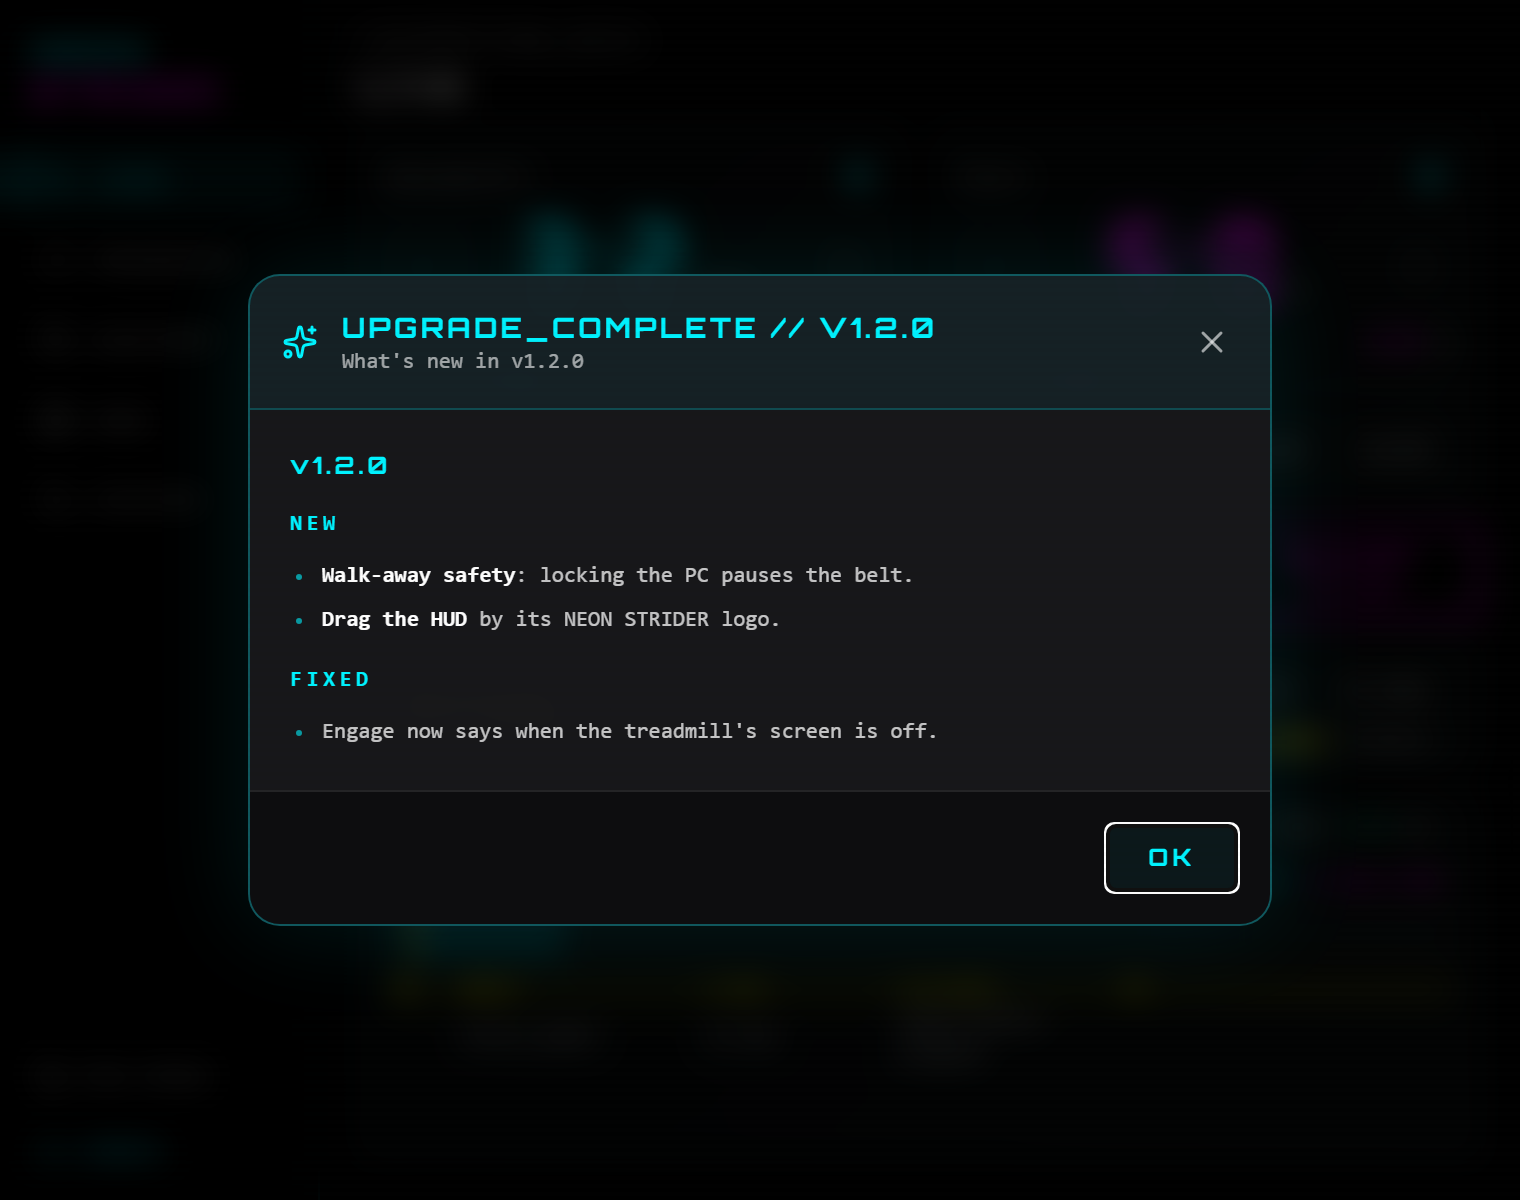 UPGRADE_COMPLETE // V1.2.0
What's new in v1.2.0
v1.2.0
NEW
Walk-away safety: locking the PC pauses the belt.
Drag the HUD by its NEON STRIDER logo.
FIXED
Engage now says when the treadmill's screen is off.
OK